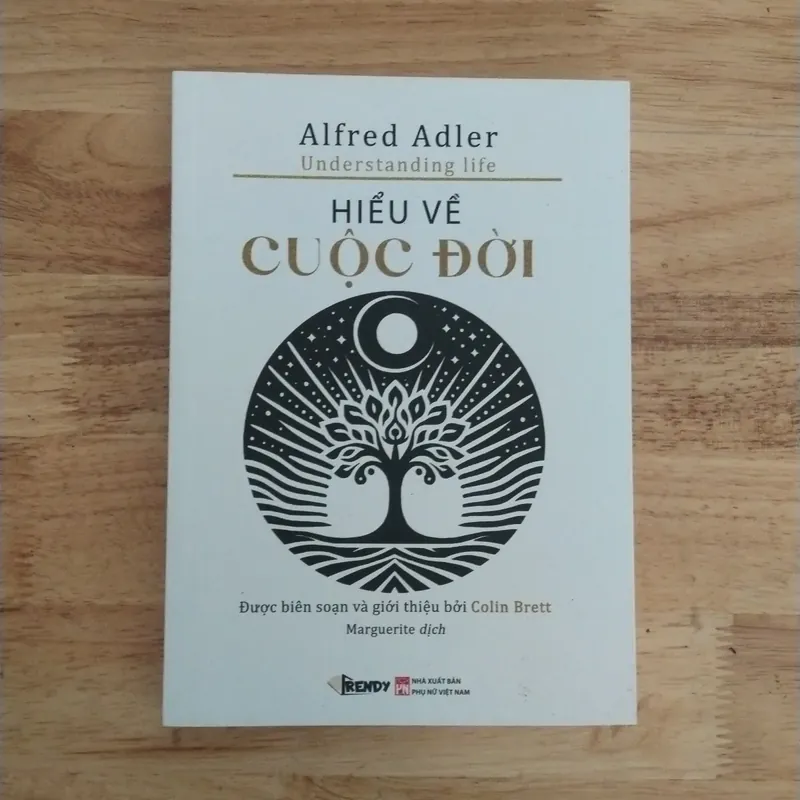 Alfred Adler
Understanding life
HIỂU VỀ
CUỘC ĐỜI
Được biên soạn và giới thiệu bởi Colin Brett
Marguerite dịch
TRENDY
PN
NHÀ XUẤT BẢN
PHỤ NỮ VIỆT NAM